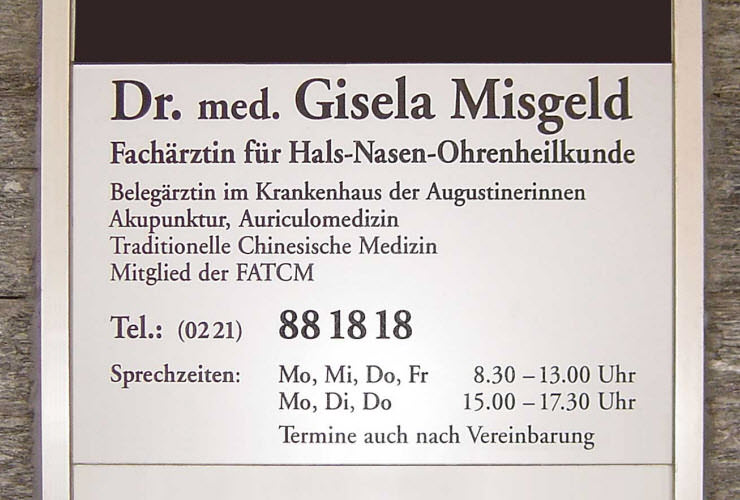 Dr. med. Gisela Misgeld
Fachärztin für Hals-Nasen-Ohrenheilkunde
Belegärztin im Krankenhaus der Augustinerinnen
Akupunktur, Auriculomedizin
Traditionelle Chinesische Medizin
Mitglied der FATCM
Tel.: (02 21) 88 18 18
Sprechzeiten: Mo, Mi, Do, Fr 8.30 – 13.00 Uhr
Mo, Di, Do 15.00 – 17.30 Uhr
Termine auch nach Vereinbarung